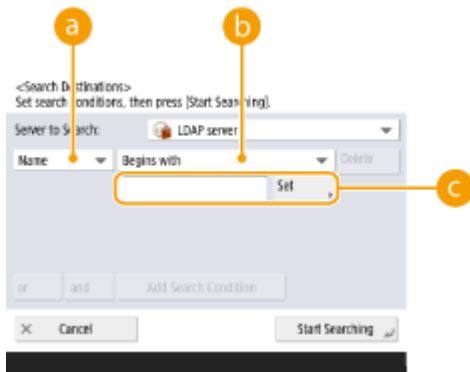 a b
<Search Destinations>
Set search conditions, then press [Start Searching].
Server to Search: LDAP server
Name Begins with Delete
Set c
or and Add Search Condition
× Cancel Start Searching